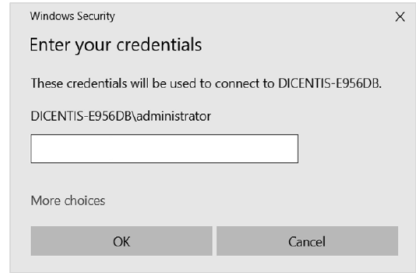 Windows Security
Enter your credentials
These credentials will be used to connect to DICENTIS-E956DB.
DICENTIS-E956DB\administrator
More choices
OK
Cancel